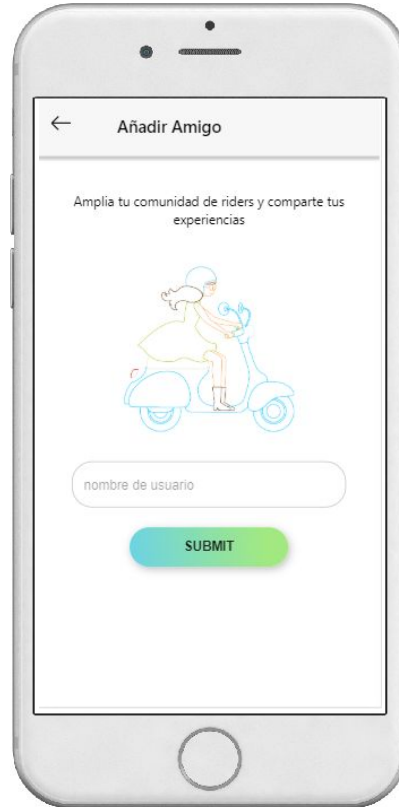 Añadir Amigo
Amplia tu comunidad de riders y comparte tus
experiencias
nombre de usuario
SUBMIT